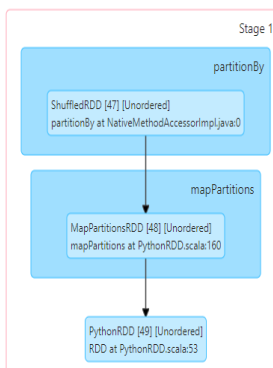 Stage 1
partitionBy
ShuffledRDD [47] [Unordered]
partitionBy at NativeMethodAccessorImpl.java:0
mapPartitions
MapPartitionsRDD [48] [Unordered]
mapPartitions at PythonRDD.scala:160
PythonRDD [49] [Unordered]
RDD at PythonRDD.scala:53